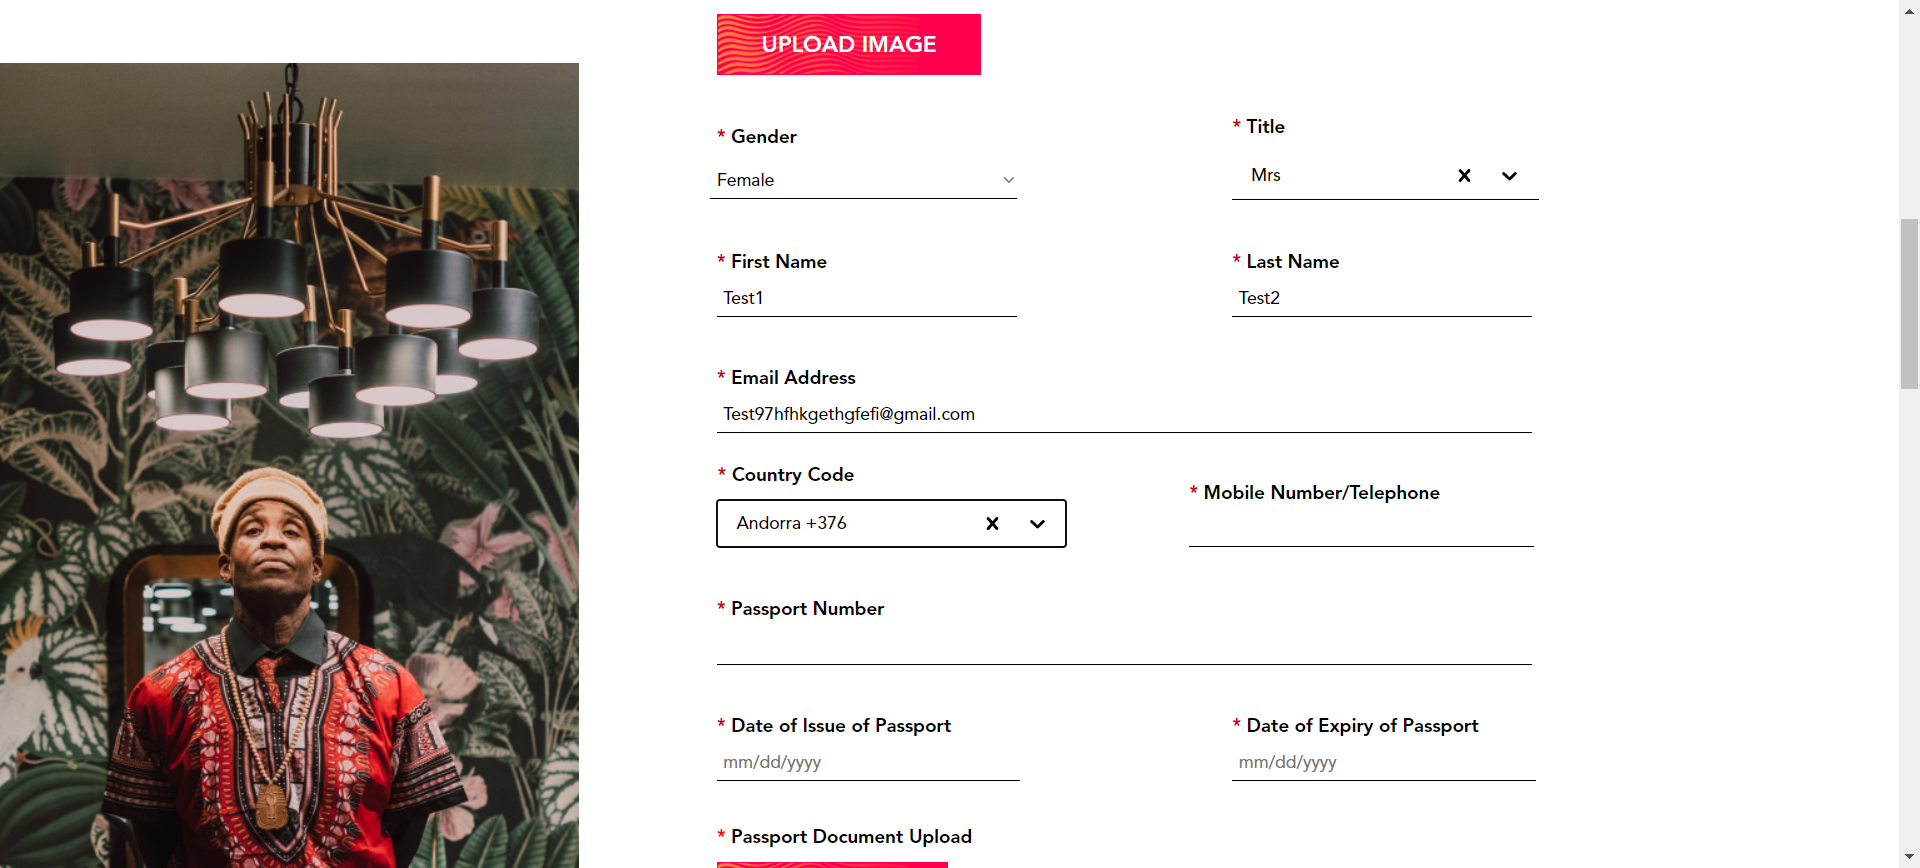 UPLOAD IMAGE
* Gender
* Title
Female
Mrs
* First Name
* Last Name
Test1
Test2
* Email Address
Test97hfhkgethgfefi@gmail.com
* Country Code
* Mobile Number/Telephone
Andorra +376
* Passport Number
* Date of Issue of Passport
* Date of Expiry of Passport
mm/dd/yyyy
mm/dd/yyyy
* Passport Document Upload